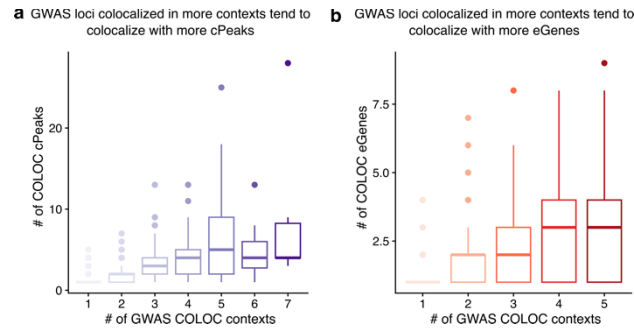 a
GWAS loci colocalized in more contexts tend to
colocalize with more cPeaks
# of COLOC cPeaks
20
10
0
1 2 3 4 5 6 7
# of GWAS COLOC contexts
b
GWAS loci colocalized in more contexts tend to
colocalize with more eGenes
# of COLOC eGenes
7.5
5.0
2.5
1 2 3 4 5
# of GWAS COLOC contexts